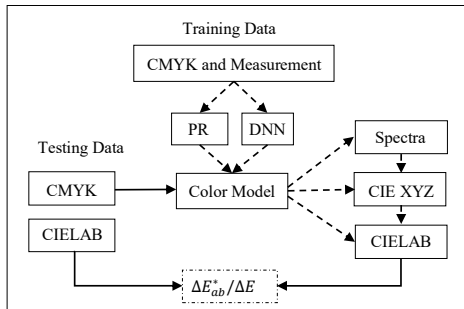 Training Data
CMYK and Measurement
PR
DNN
Testing Data
Spectra
CMYK
Color Model
CIE XYZ
CIELAB
CIELAB
ΔE*ab/ΔE